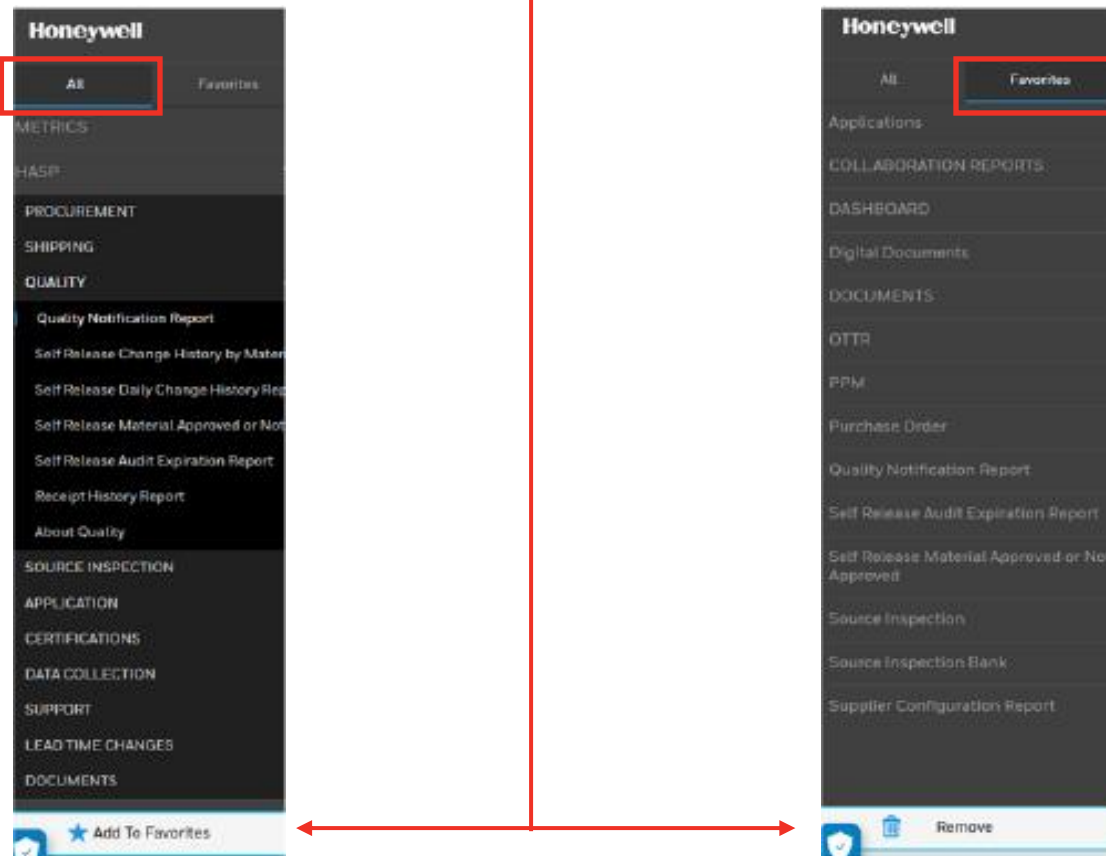 Honeywell
All Favorites
METRICS
HASP
PROCUREMENT
SHIPPING
QUALITY
Quality Notification Report
Self Release Change History by Mater
Self Release Daily Change History Rep
Self Release Material Approved or Not
Self Release Audit Expiration Report
Receipt History Report
About Quality
SOURCE INSPECTION
APPLICATION
CERTIFICATIONS
DATA COLLECTION
SUPPORT
LEAD TIME CHANGES
DOCUMENTS
Add To Favorites
Honeywell
All Favorites
Applications
COLLABORATION REPORTS
DASHBOARD
Digital Documents
DOCUMENTS
OTTR
PPM
Purchase Order
Quality Notification Report
Self Release Audit Expiration Report
Self Release Material Approved or Not
Approved
Source Inspection
Source Inspection Bank
Supplier Configuration Report
Remove